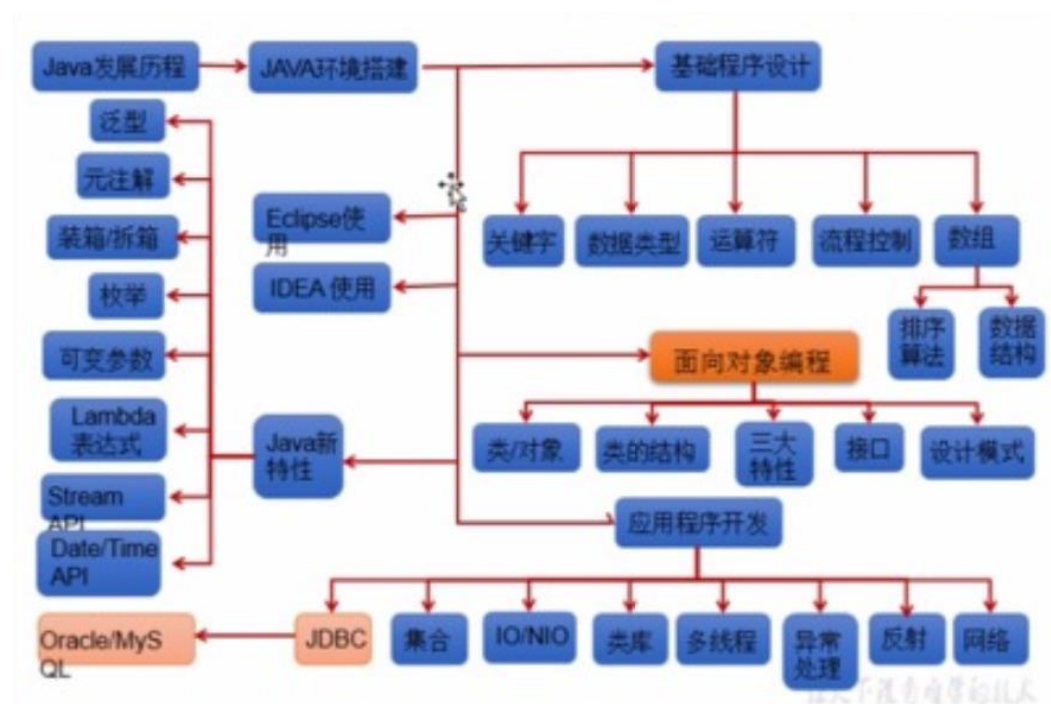 Java发展历程
JAVA环境搭建
基础程序设计
泛型
元注解
装箱/拆箱
枚举
可变参数
Lambda
表达式
Stream
API
Date/Time
API
Java新
特性
Eclipse使
用
IDEA 使用
关键字
数据类型
运算符
流程控制
数组
排序
算法
数据
结构
面向对象编程
类/对象
类的结构
三大
特性
接口
设计模式
应用程序开发
Oracle/MyS
QL
JDBC
集合
IO/NIO
类库
多线程
异常
处理
反射
网络